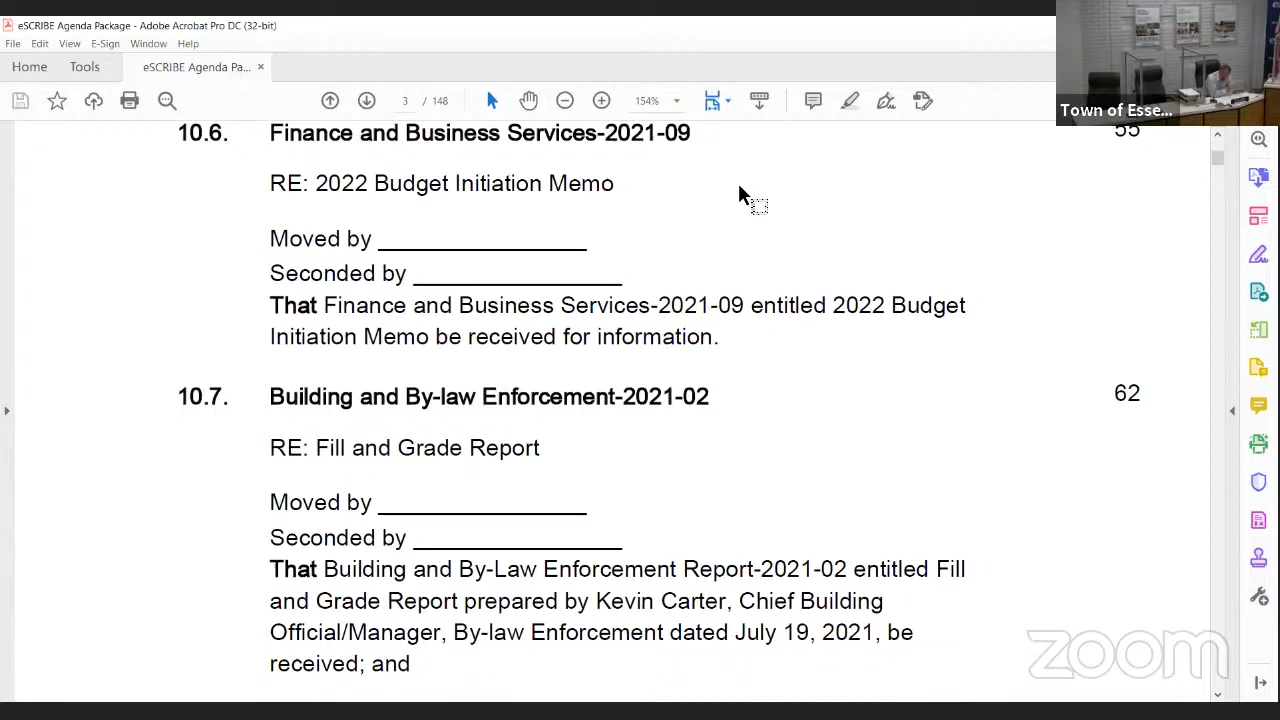 eSCRIBE Agenda Package - Adobe Acrobat Pro DC (32-bit)
File Edit View E-Sign Window Help
Home Tools eSCRIBE Agenda Pa... ×
3 / 148 154%
Town of Esse...
10.6. Finance and Business Services-2021-09 55
RE: 2022 Budget Initiation Memo
Moved by _________________
Seconded by _________________
That Finance and Business Services-2021-09 entitled 2022 Budget
Initiation Memo be received for information.
10.7. Building and By-law Enforcement-2021-02 62
RE: Fill and Grade Report
Moved by _________________
Seconded by _________________
That Building and By-Law Enforcement Report-2021-02 entitled Fill
and Grade Report prepared by Kevin Carter, Chief Building
Official/Manager, By-law Enforcement dated July 19, 2021, be
received; and
zoom